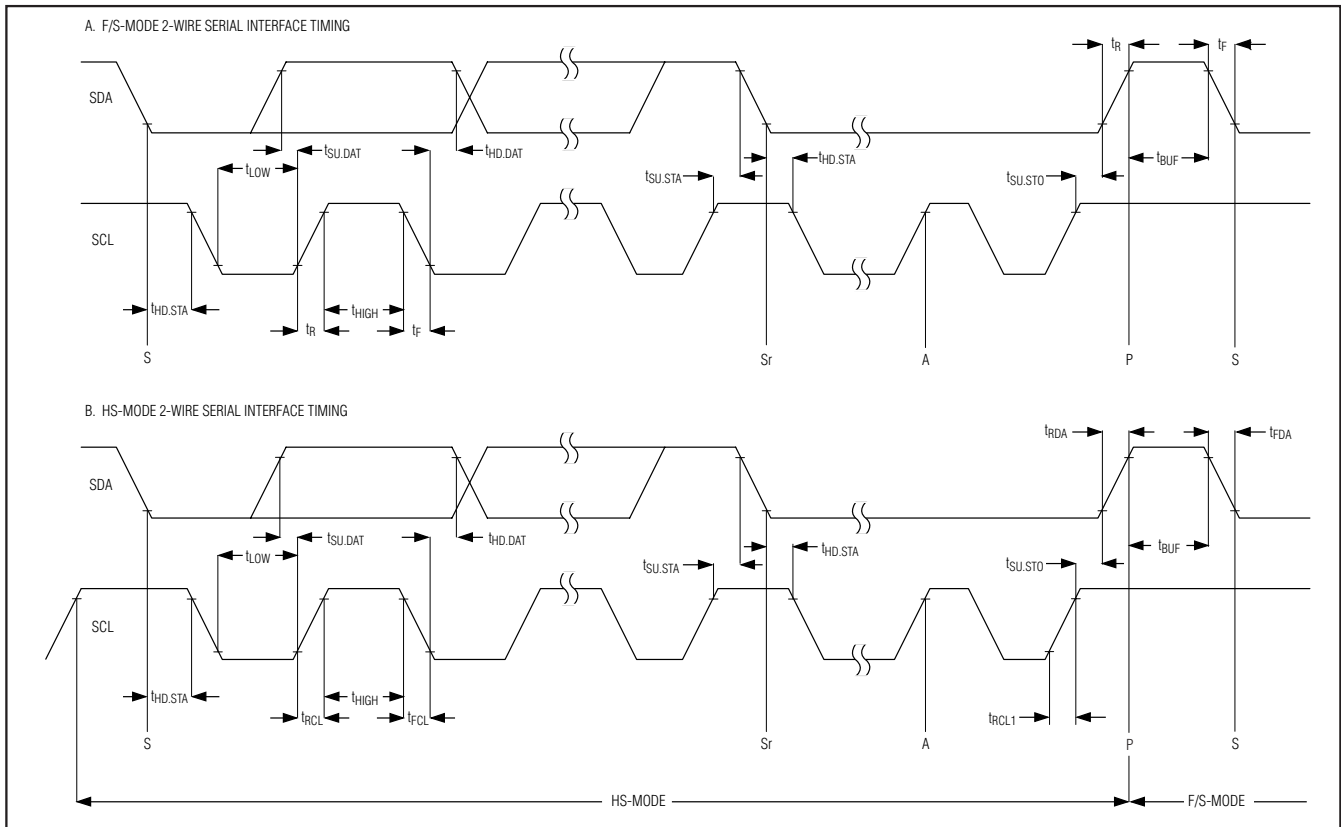 A. F/S-MODE 2-WIRE SERIAL INTERFACE TIMING
tR
tF
SDA
tSU.DAT
tHD.DAT
tHD.STA
tBUF
tLOW
tSU.STA
tSU.STO
SCL
tHD.STA
tR
tHIGH
tF
S
Sr
A
P
S
B. HS-MODE 2-WIRE SERIAL INTERFACE TIMING
tRDA
tFDA
SDA
tSU.DAT
tHD.DAT
tHD.STA
tBUF
tLOW
tSU.STA
tSU.STO
SCL
tHD.STA
tRCL
tHIGH
tFCL
tRCL1
S
Sr
A
P
S
HS-MODE
F/S-MODE